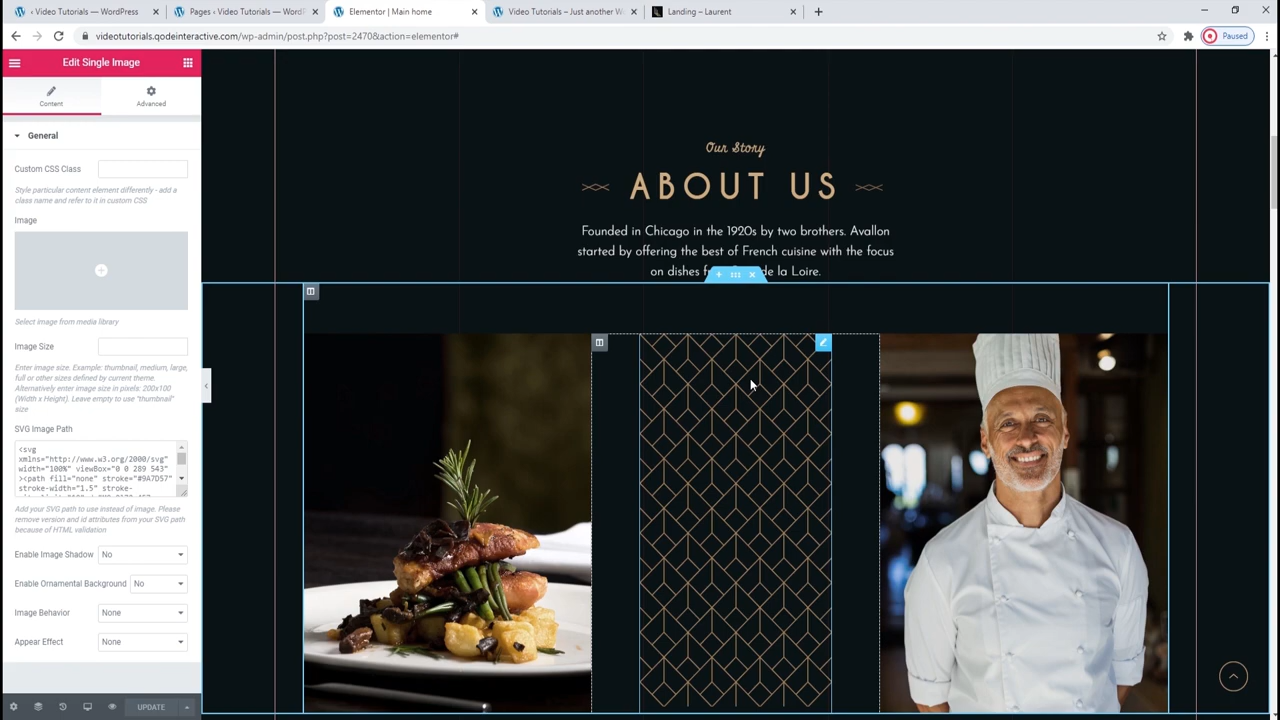 ‹ Video Tutorials — WordPress
Pages ‹ Video Tutorials — WordP
Elementor | Main home
Video Tutorials – Just another W
Landing – Laurent
videotutorials.qodeinteractive.com/wp-admin/post.php?post=2470&action=elementor#
Paused
Edit Single Image
Content
Advanced
General
Custom CSS Class
Style particular content element differently - add a
class name and refer to it in custom CSS
Image
Select image from media library
Image Size
Enter image size. Example: thumbnail, medium, large,
full or other sizes defined by current theme.
Alternatively enter image size in pixels: 200x100
(Width x Height). Leave empty to use "thumbnail"
size
SVG Image Path
<svg
xmlns="http://www.w3.org/2000/svg"
width="100%" viewBox="0 0 289 543"
><path fill="none" stroke="#9A7D57"
stroke-width="1.5" stroke-
Add your SVG path to use instead of image. Please
remove version and id attributes from your SVG path
because of HTML validation
Enable Image Shadow
No
Enable Ornamental Background
No
Image Behavior
None
Appear Effect
None
UPDATE
Our Story
ABOUT US
Founded in Chicago in the 1920s by two brothers. Avallon
started by offering the best of French cuisine with the focus
on dishes de la Loire.